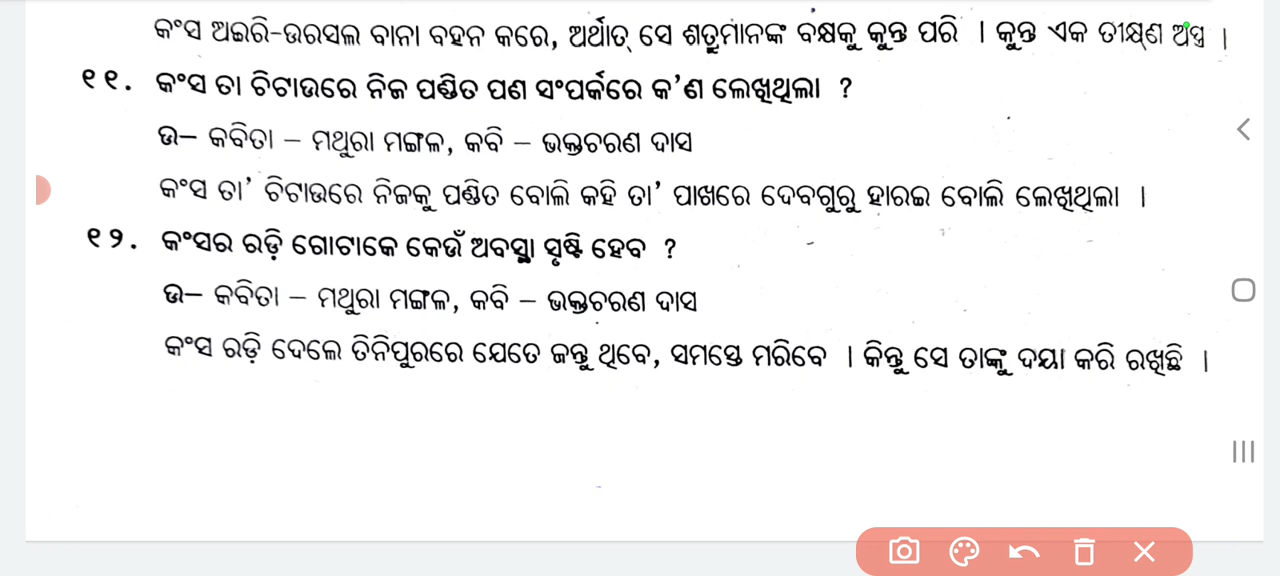 କଂସ ଅଇରି-ଉରସଲ ବାନା ବହନ କରେ, ଅର୍ଥାତ୍ ସେ ଶତ୍ରୁମାନଙ୍କ ବକ୍ଷକୁ କୁନ୍ତ ପରି । କୁନ୍ତ ଏକ ତୀକ୍ଷ୍ଣ ଅସ୍ତ୍ର ।
୧୧. କଂସ ତା ଚିଟାଉରେ ନିଜ ପଣ୍ଡିତ ପଣ ସଂପର୍କରେ କ'ଣ ଲେଖିଥିଲା ?
ଉ– କବିତା – ମଥୁରା ମଙ୍ଗଳ, କବି – ଭକ୍ତଚରଣ ଦାସ
କଂସ ତା' ଚିଟାଉରେ ନିଜକୁ ପଣ୍ଡିତ ବୋଲି କହି ତା' ପାଖରେ ଦେବଗୁରୁ ହାରଇ ବୋଲି ଲେଖିଥିଲା ।
୧୨. କଂସର ରଡ଼ି ଗୋଟାକେ କେଉଁ ଅବସ୍ଥା ସୃଷ୍ଟି ହେବ ?
ଉ– କବିତା – ମଥୁରା ମଙ୍ଗଳ, କବି – ଭକ୍ତଚରଣ ଦାସ
କଂସ ରଡ଼ି ଦେଲେ ତିନିପୁରରେ ଯେତେ ଜନ୍ତୁ ଥିବେ, ସମସ୍ତେ ମରିବେ । କିନ୍ତୁ ସେ ତାଙ୍କୁ ଦୟା କରି ରଖିଛି ।